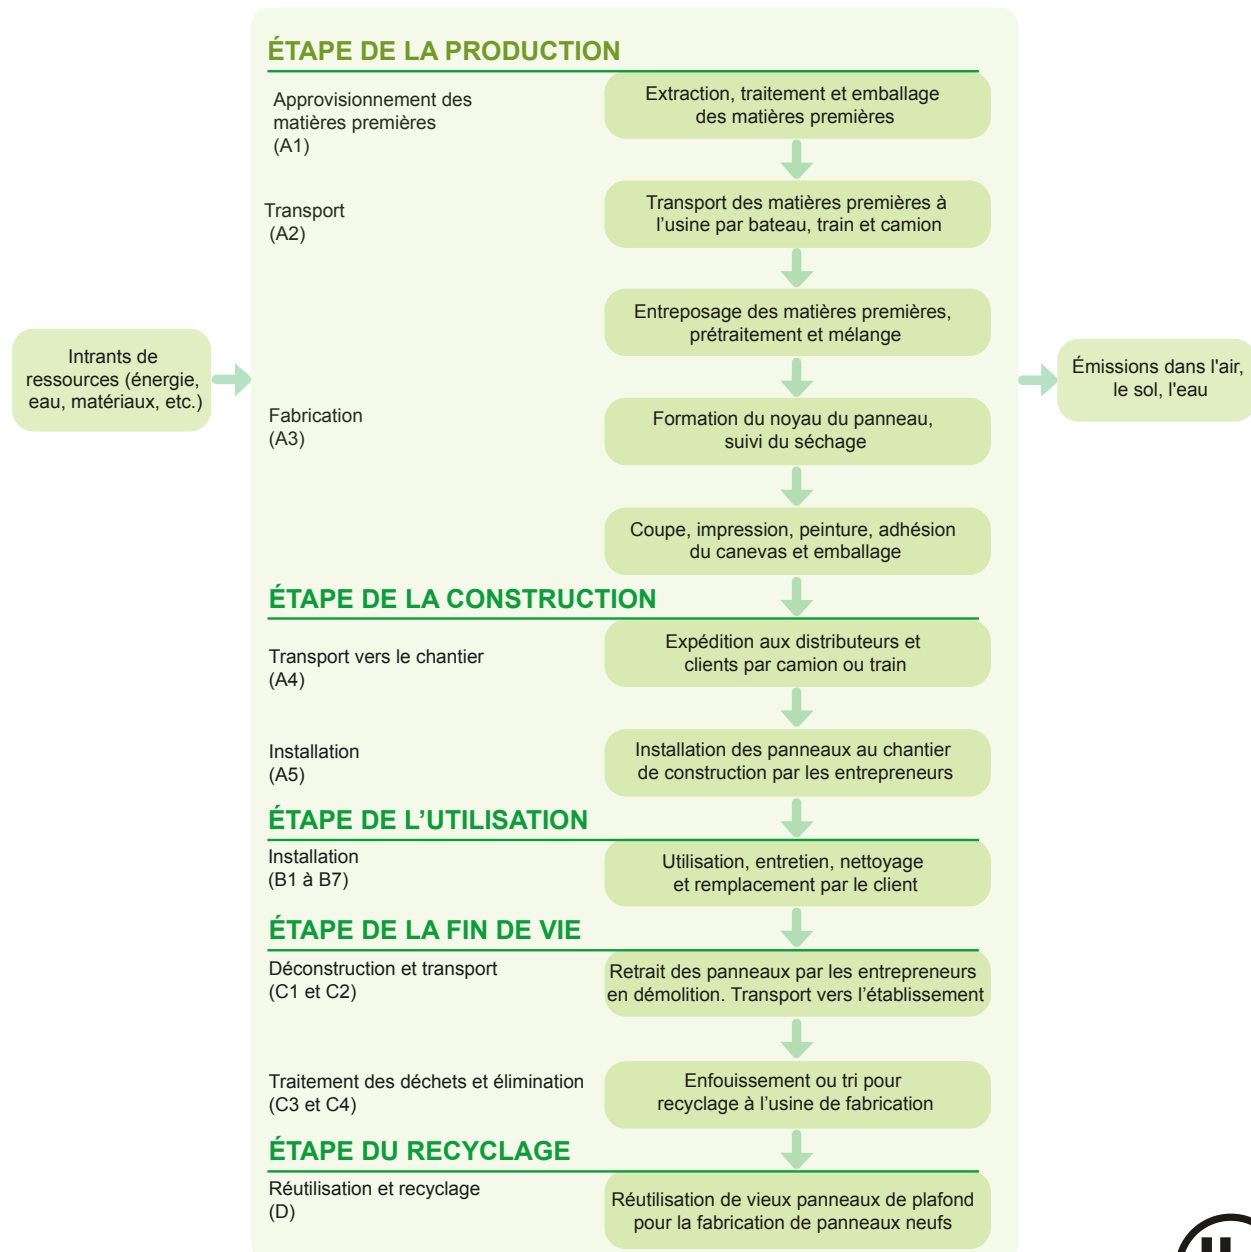 ÉTAPE DE LA PRODUCTION
Approvisionnement des
matières premières
(A1)
Extraction, traitement et emballage
des matières premières
Transport
(A2)
Transport des matières premières à
l’usine par bateau, train et camion
Entreposage des matières premières,
prétraitement et mélange
Intrants de
ressources (énergie,
eau, matériaux, etc.)
Émissions dans l'air,
le sol, l'eau
Fabrication
(A3)
Formation du noyau du panneau,
suivi du séchage
Coupe, impression, peinture, adhésion
du canevas et emballage
ÉTAPE DE LA CONSTRUCTION
Transport vers le chantier
(A4)
Expédition aux distributeurs et
clients par camion ou train
Installation
(A5)
Installation des panneaux au chantier
de construction par les entrepreneurs
ÉTAPE DE L’UTILISATION
Installation
(B1 à B7)
Utilisation, entretien, nettoyage
et remplacement par le client
ÉTAPE DE LA FIN DE VIE
Déconstruction et transport
(C1 et C2)
Retrait des panneaux par les entrepreneurs
en démolition. Transport vers l’établissement
Traitement des déchets et élimination
(C3 et C4)
Enfouissement ou tri pour
recyclage à l’usine de fabrication
ÉTAPE DU RECYCLAGE
Réutilisation et recyclage
(D)
Réutilisation de vieux panneaux de plafond
pour la fabrication de panneaux neufs